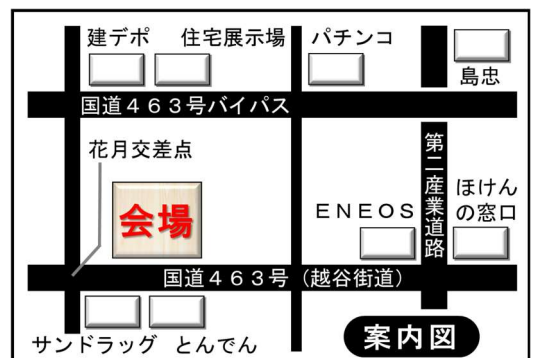 建デポ
住宅展示場
パチンコ
島忠
国道４６３号バイパス
花月交差点
会場
第二産業道路
ＥＮＥＯＳ
ほけん
の窓口
国道４６３号（越谷街道）
サンドラッグ
とんでん
案内図